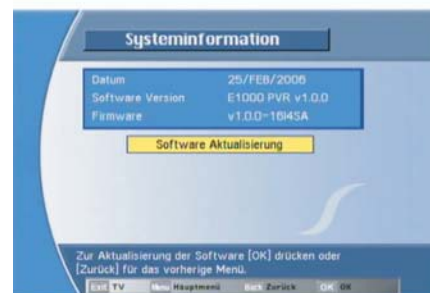 Systeminformation
Datum 25/FEB/2006
Software Version E1000 PVR v1.0.0
Firmware v1.0.0-16I4SA
Software Aktualisierung
Zur Aktualisierung der Software [OK] drücken oder
[Zurück] für das vorherige Menü.
Exit TV Menu Hauptmenü Back Zurück OK OK